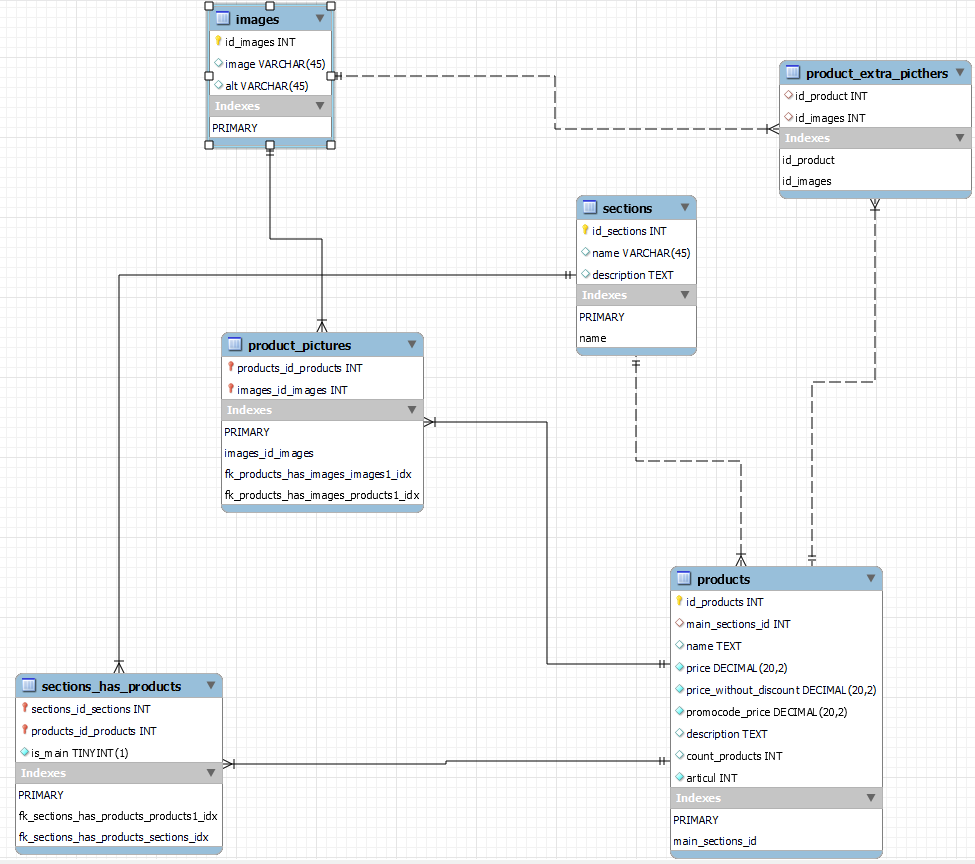 images
id_images INT
image VARCHAR(45)
alt VARCHAR(45)
Indexes
PRIMARY
product_extra_picthers
id_product INT
id_images INT
Indexes
id_product
id_images
sections
id_sections INT
name VARCHAR(45)
description TEXT
Indexes
PRIMARY
name
product_pictures
products_id_products INT
images_id_images INT
Indexes
PRIMARY
images_id_images
fk_products_has_images_images1_idx
fk_products_has_images_products1_idx
products
id_products INT
main_sections_id INT
name TEXT
price DECIMAL(20,2)
price_without_discount DECIMAL(20,2)
promocode_price DECIMAL(20,2)
description TEXT
count_products INT
articul INT
Indexes
PRIMARY
main_sections_id
sections_has_products
sections_id_sections INT
products_id_products INT
is_main TINYINT(1)
Indexes
PRIMARY
fk_sections_has_products_products1_idx
fk_sections_has_products_sections_idx